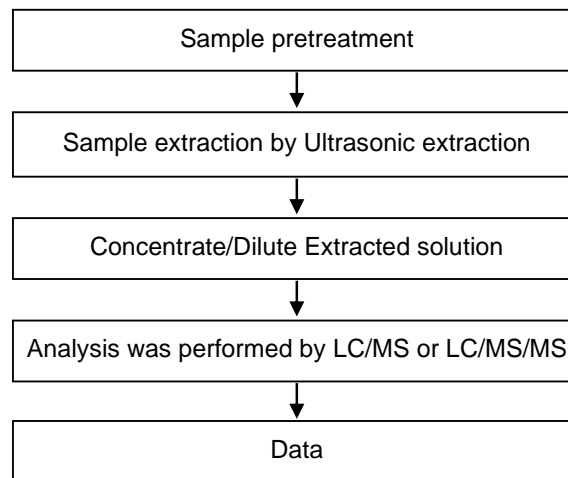 Sample pretreatment
Sample extraction by Ultrasonic extraction
Concentrate/Dilute Extracted solution
Analysis was performed by LC/MS or LC/MS/MS
Data